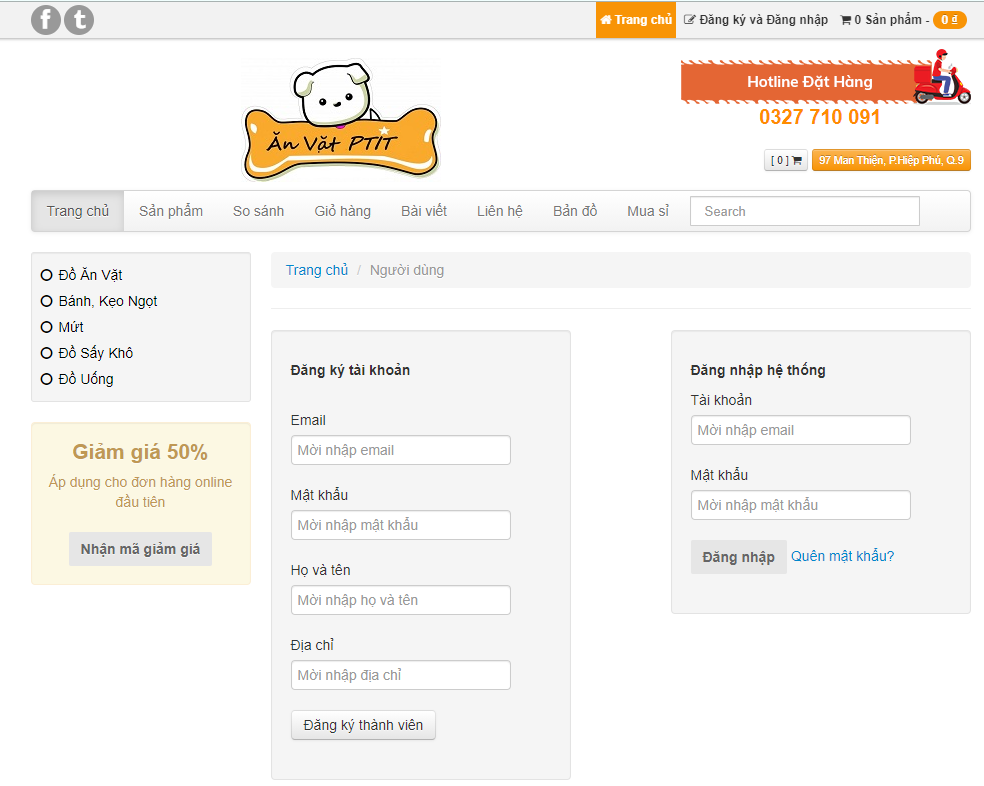 f t
Trang chủ
Đăng ký và Đăng nhập
0 Sản phẩm - 0 ₫
Ăn Vặt PTIT
Hotline Đặt Hàng
0327 710 091
[ 0 ]
97 Man Thiện, P.Hiệp Phú, Q.9
Trang chủ Sản phẩm So sánh Giỏ hàng Bài viết Liên hệ Bản đồ Mua sỉ Search
Đồ Ăn Vặt
Bánh, Kẹo Ngọt
Mứt
Đồ Sấy Khô
Đồ Uống
Giảm giá 50%
Áp dụng cho đơn hàng online
đầu tiên
Nhận mã giảm giá
Trang chủ / Người dùng
Đăng ký tài khoản
Email
Mời nhập email
Mật khẩu
Mời nhập mật khẩu
Họ và tên
Mời nhập họ và tên
Địa chỉ
Mời nhập địa chỉ
Đăng ký thành viên
Đăng nhập hệ thống
Tài khoản
Mời nhập email
Mật khẩu
Mời nhập mật khẩu
Đăng nhập Quên mật khẩu?